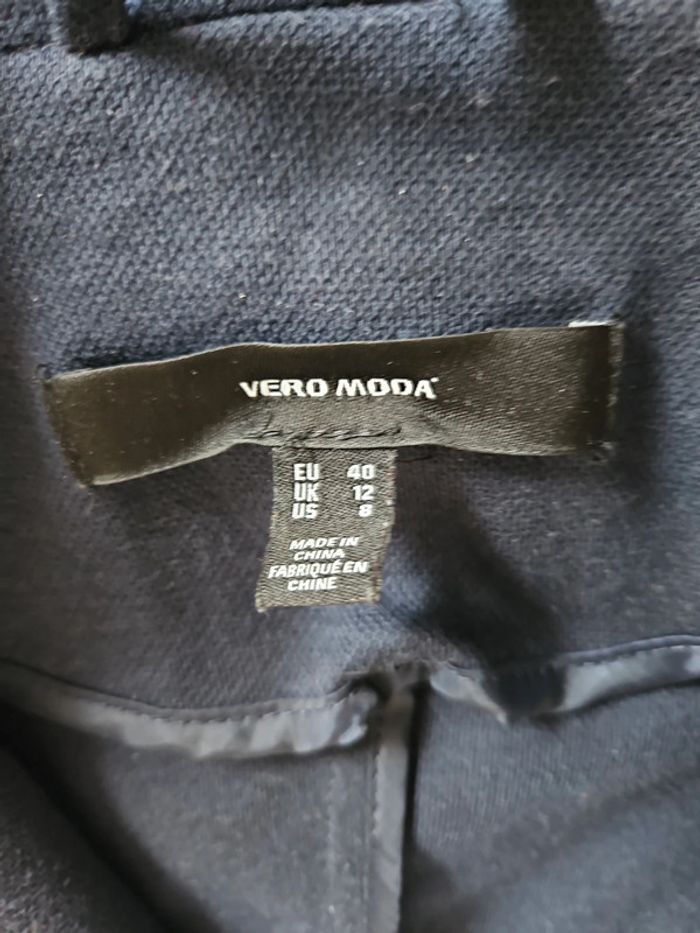 VERO MODA
EU 40
UK 12
US 8
MADE IN
CHINA
FABRIQUÉ EN
CHINE